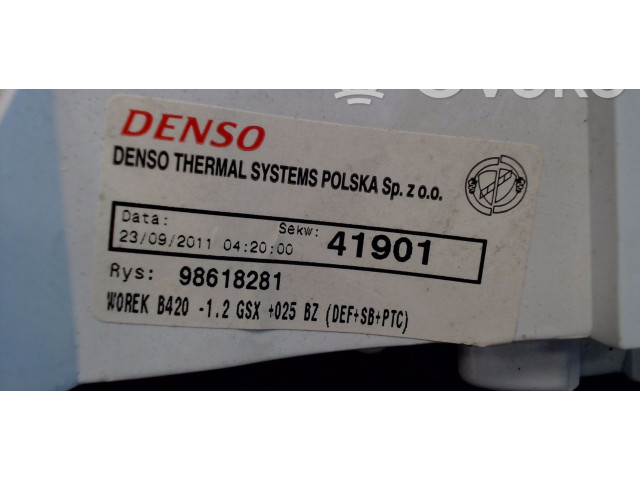 DENSO
DENSO THERMAL SYSTEMS POLSKA Sp. z o.o.
Data: Sekw: 41901
23/09/2011 04:20:00
Rys: 98618281
WOREK B420 -1.2 GSX +025 BZ (DEF+SB+PTC)